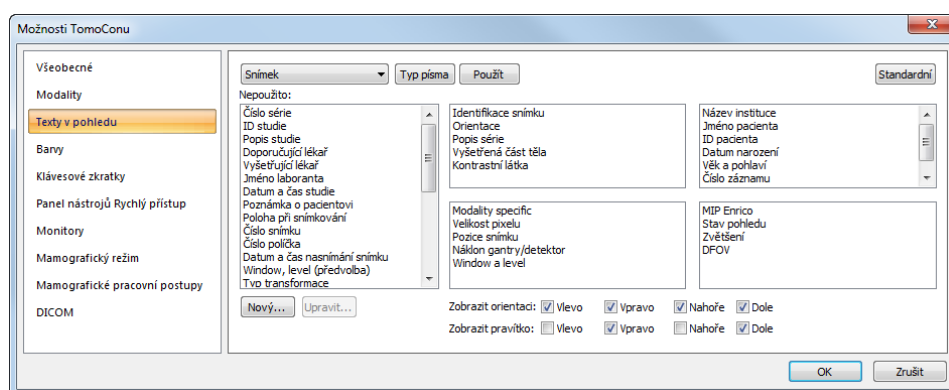 Možnosti TomoConu
Všeobecné
Modality
Texty v pohledu
Barvy
Klávesové zkratky
Panel nástrojů Rychlý přístup
Monitory
Mamografický režim
Mamografické pracovní postupy
DICOM
Snímek
Typ písma
Použít
Standardní
Nepoužito:
Číslo série
ID studie
Popis studie
Doporučující lékař
Vyšetřující lékař
Jméno laboranta
Datum a čas studie
Poznámka o pacientovi
Poloha při snímkování
Číslo snímku
Číslo políčka
Datum a čas nasnímání snímku
Window, level (předvolba)
Typ transformace
Identifikace snímku
Orientace
Popis série
Vyšetřená část těla
Kontrastní látka
Název instituce
Jméno pacienta
ID pacienta
Datum narození
Věk a pohlaví
Číslo záznamu
Modality specific
Velikost pixelu
Pozice snímku
Náklon gantry/detektor
Window a level
MIP Enrico
Stav pohledu
Zvětšení
DFOV
Nový...
Upravit...
Zobrazit orientaci: Vlevo Vpravo Nahoře Dole
Zobrazit pravítko: Vlevo Vpravo Nahoře Dole
OK
Zrušit